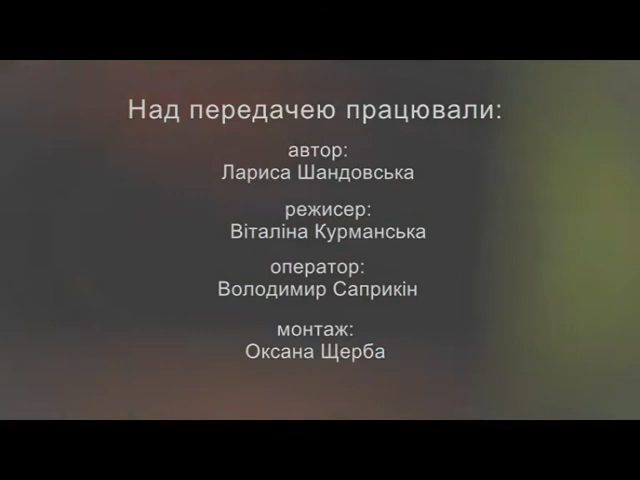 Над передачею працювали:
автор:
Лариса Шандовська
режисер:
Віталіна Курманська
оператор:
Володимир Саприкін
монтаж:
Оксана Щерба